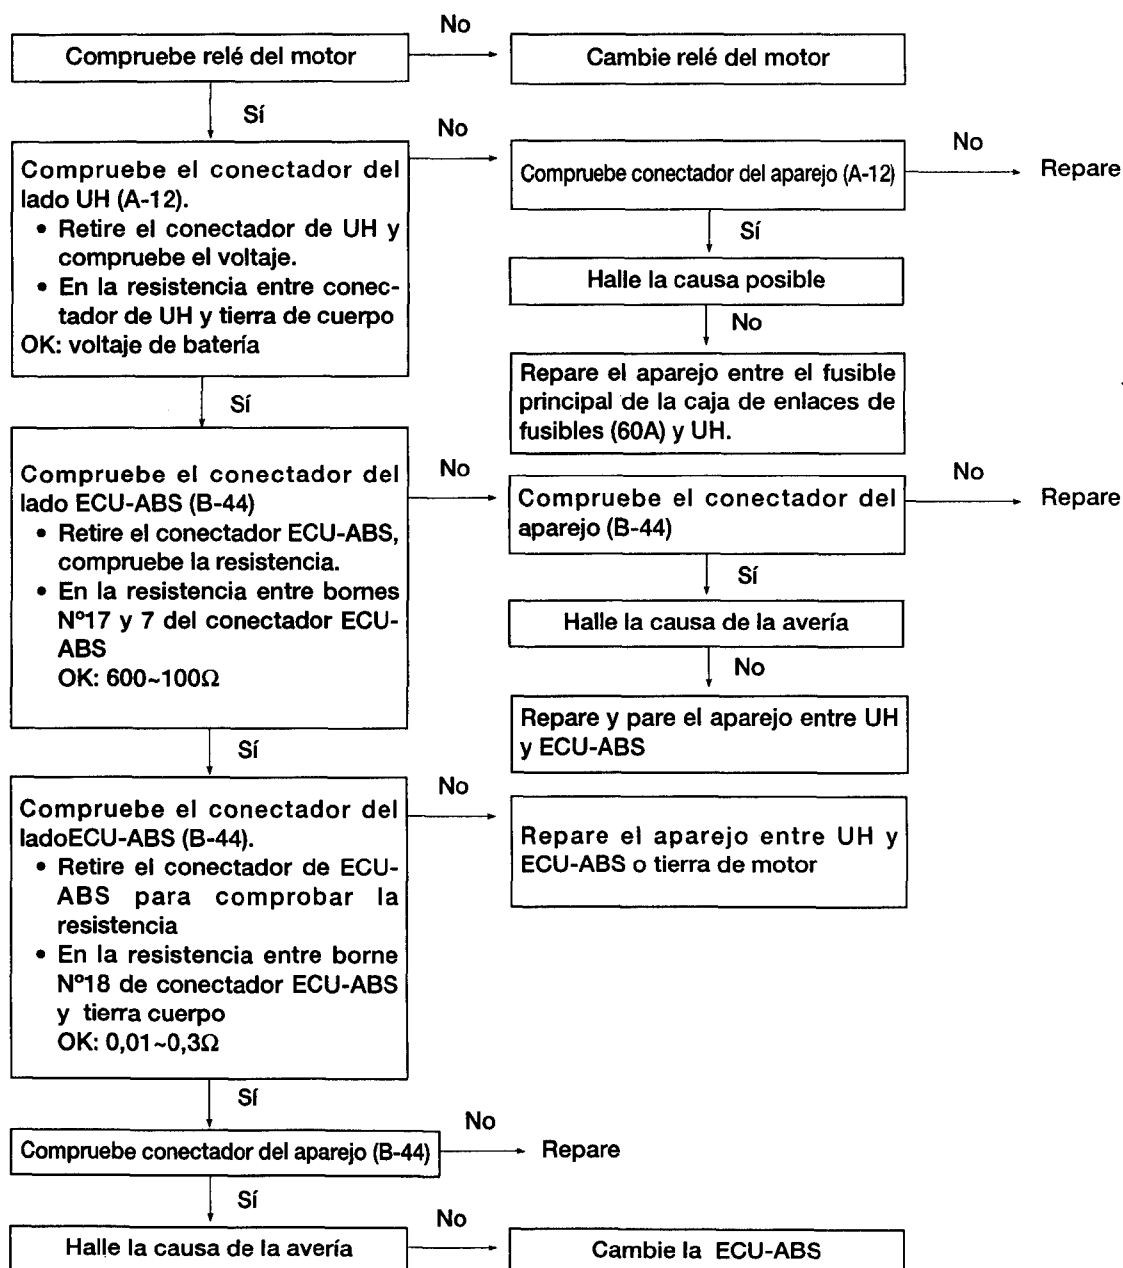 No
Compruebe relé del motor
Cambie relé del motor
Sí
No
No
Compruebe el conectador del
lado UH (A-12).
• Retire el conectador de UH y
compruebe el voltaje.
• En la resistencia entre conec-
tador de UH y tierra de cuerpo
OK: voltaje de batería
Compruebe conectador del aparejo (A-12)
Repare
Sí
Halle la causa posible
No
Repare el aparejo entre el fusible
principal de la caja de enlaces de
fusibles (60A) y UH.
Sí
No
No
Compruebe el conectador del
lado ECU-ABS (B-44)
• Retire el conectador ECU-ABS,
compruebe la resistencia.
• En la resistencia entre bornes
Nº17 y 7 del conectador ECU-
ABS
OK: 600~100Ω
Compruebe el conectador del
aparejo (B-44)
Repare
Sí
Halle la causa de la avería
No
Repare y pare el aparejo entre UH
y ECU-ABS
Sí
No
Compruebe el conectador del
ladoECU-ABS (B-44).
• Retire el conectador de ECU-
ABS para comprobar la
resistencia
• En la resistencia entre borne
Nº18 de conectador ECU-ABS
y tierra cuerpo
OK: 0,01~0,3Ω
Repare el aparejo entre UH y
ECU-ABS o tierra de motor
Sí
No
Compruebe conectador del aparejo (B-44)
Repare
Sí
No
Halle la causa de la avería
Cambie la ECU-ABS